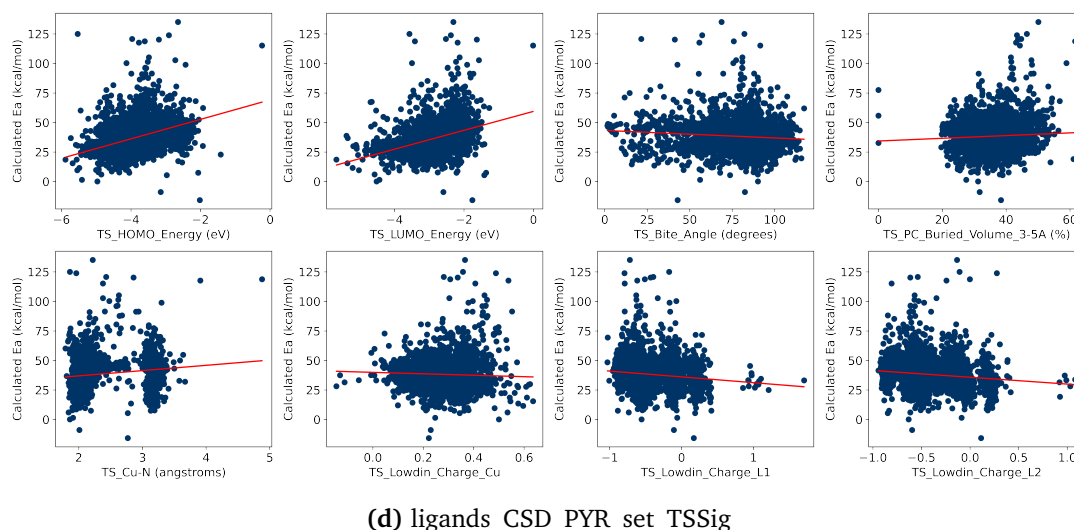 Calculated Ea (kcal/mol)
125
100
75
50
25
0
−6 −4 −2 0
TS_HOMO_Energy (eV)
Calculated Ea (kcal/mol)
125
100
75
50
25
0
−4 −2 0
TS_LUMO_Energy (eV)
Calculated Ea (kcal/mol)
125
100
75
50
25
0
0 25 50 75 100
TS_Bite_Angle (degrees)
Calculated Ea (kcal/mol)
125
100
75
50
25
0
0 20 40 60
TS_PC_Buried_Volume_3-5A (%)
Calculated Ea (kcal/mol)
125
100
75
50
25
0
2 3 4 5
TS_Cu-N (angstroms)
Calculated Ea (kcal/mol)
125
100
75
50
25
0
0.0 0.2 0.4 0.6
TS_Lowdin_Charge_Cu
Calculated Ea (kcal/mol)
125
100
75
50
25
0
−1 0 1
TS_Lowdin_Charge_L1
Calculated Ea (kcal/mol)
125
100
75
50
25
0
−1.0 −0.5 0.0 0.5 1.0
TS_Lowdin_Charge_L2
(d) ligands_CSD_PYR_set_TSSig